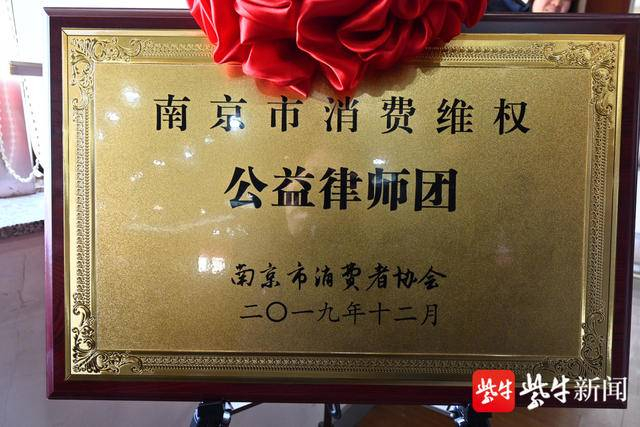 南京市消费维权
公益律师团
南京市消费者协会
二〇一九年十二月
紫牛 紫牛新闻